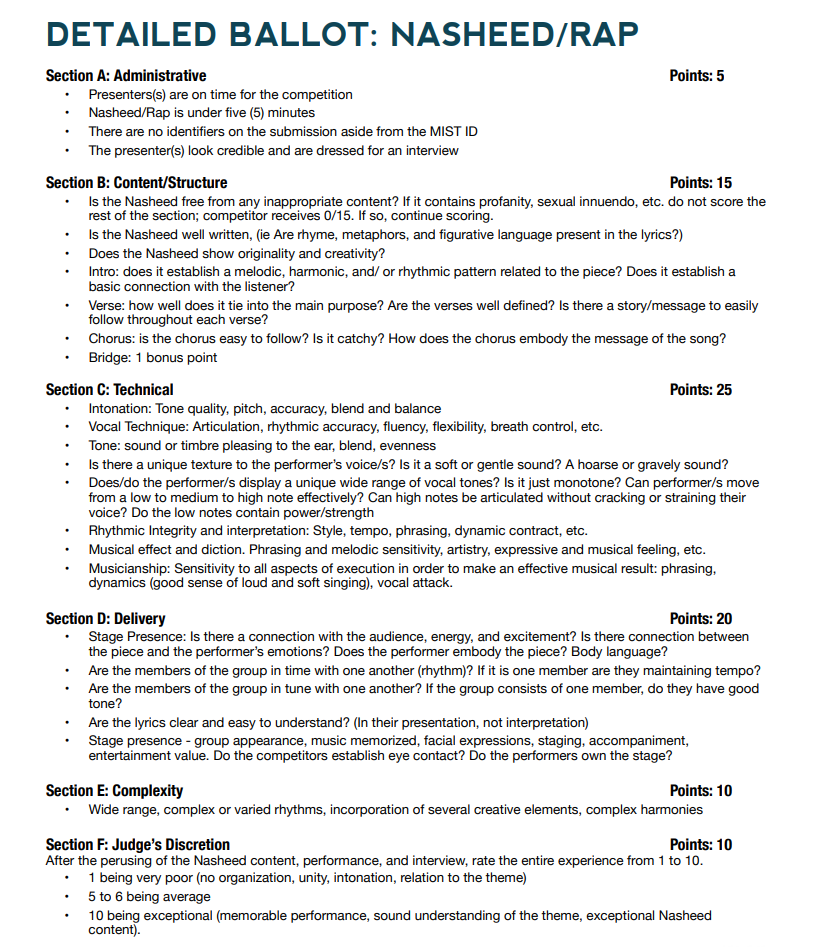 DETAILED BALLOT: NASHEED/RAP
Section A: Administrative Points: 5
• Presenters(s) are on time for the competition
• Nasheed/Rap is under five (5) minutes
• There are no identifiers on the submission aside from the MIST ID
• The presenter(s) look credible and are dressed for an interview
Section B: Content/Structure Points: 15
• Is the Nasheed free from any inappropriate content? If it contains profanity, sexual innuendo, etc. do not score the
rest of the section; competitor receives 0/15. If so, continue scoring.
• Is the Nasheed well written, (ie Are rhyme, metaphors, and figurative language present in the lyrics?)
• Does the Nasheed show originality and creativity?
• Intro: does it establish a melodic, harmonic, and/ or rhythmic pattern related to the piece? Does it establish a
basic connection with the listener?
• Verse: how well does it tie into the main purpose? Are the verses well defined? Is there a story/message to easily
follow throughout each verse?
• Chorus: is the chorus easy to follow? Is it catchy? How does the chorus embody the message of the song?
• Bridge: 1 bonus point
Section C: Technical Points: 25
• Intonation: Tone quality, pitch, accuracy, blend and balance
• Vocal Technique: Articulation, rhythmic accuracy, fluency, flexibility, breath control, etc.
• Tone: sound or timbre pleasing to the ear, blend, evenness
• Is there a unique texture to the performer's voice/s? Is it a soft or gentle sound? A hoarse or gravely sound?
• Does/do the performer/s display a unique wide range of vocal tones? Is it just monotone? Can performer/s move
from a low to medium to high note effectively? Can high notes be articulated without cracking or straining their
voice? Do the low notes contain power/strength
• Rhythmic Integrity and interpretation: Style, tempo, phrasing, dynamic contract, etc.
• Musical effect and diction. Phrasing and melodic sensitivity, artistry, expressive and musical feeling, etc.
• Musicianship: Sensitivity to all aspects of execution in order to make an effective musical result: phrasing,
dynamics (good sense of loud and soft singing), vocal attack.
Section D: Delivery Points: 20
• Stage Presence: Is there a connection with the audience, energy, and excitement? Is there connection between
the piece and the performer's emotions? Does the performer embody the piece? Body language?
• Are the members of the group in time with one another (rhythm)? If it is one member are they maintaining tempo?
• Are the members of the group in tune with one another? If the group consists of one member, do they have good
tone?
• Are the lyrics clear and easy to understand? (In their presentation, not interpretation)
• Stage presence - group appearance, music memorized, facial expressions, staging, accompaniment,
entertainment value. Do the competitors establish eye contact? Do the performers own the stage?
Section E: Complexity Points: 10
• Wide range, complex or varied rhythms, incorporation of several creative elements, complex harmonies
Section F: Judge's Discretion Points: 10
After the perusing of the Nasheed content, performance, and interview, rate the entire experience from 1 to 10.
• 1 being very poor (no organization, unity, intonation, relation to the theme)
• 5 to 6 being average
• 10 being exceptional (memorable performance, sound understanding of the theme, exceptional Nasheed
content).